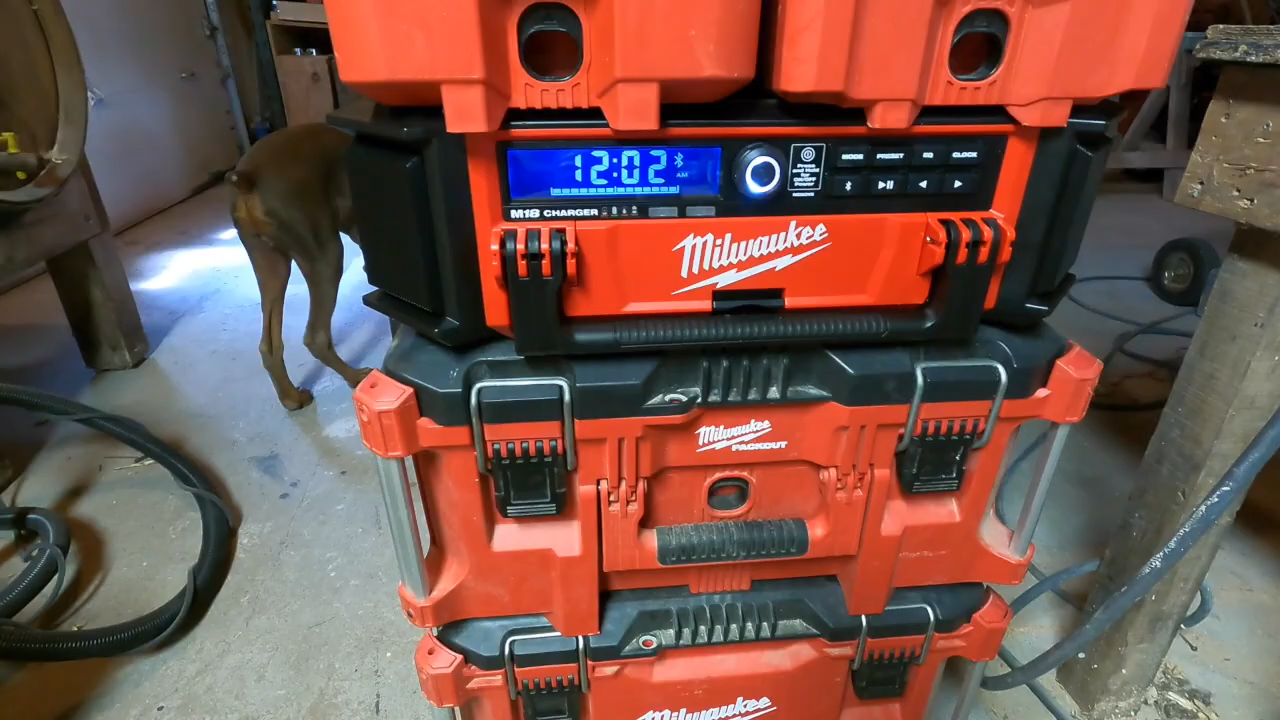 12:02
AM
Press
and Hold
for
ON/OFF
Power
MODE PRESET EQ CLOCK
M18 CHARGER
Milwaukee
Milwaukee
PACKOUT
Milwaukee